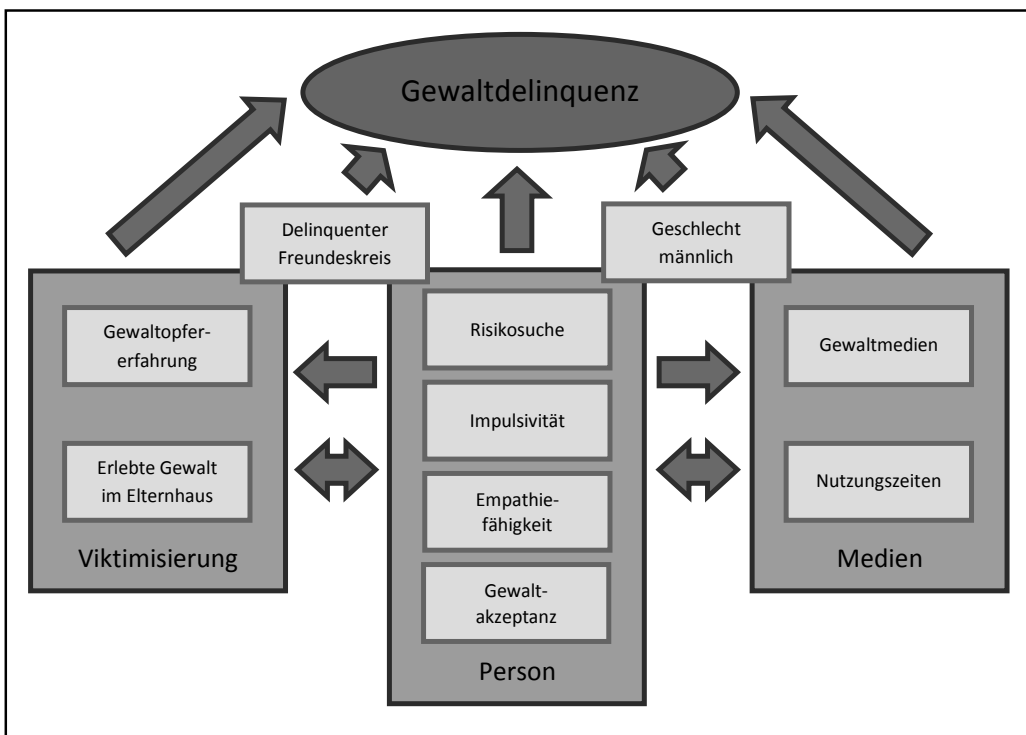 Gewaltdelinquenz
Delinquenter
Freundeskreis
Geschlecht
männlich
Gewaltopfer-
erfahrung
Erlebte Gewalt
im Elternhaus
Viktimisierung
Risikosuche
Impulsivität
Empathie-
fähigkeit
Gewalt-
akzeptanz
Person
Gewaltmedien
Nutzungszeiten
Medien